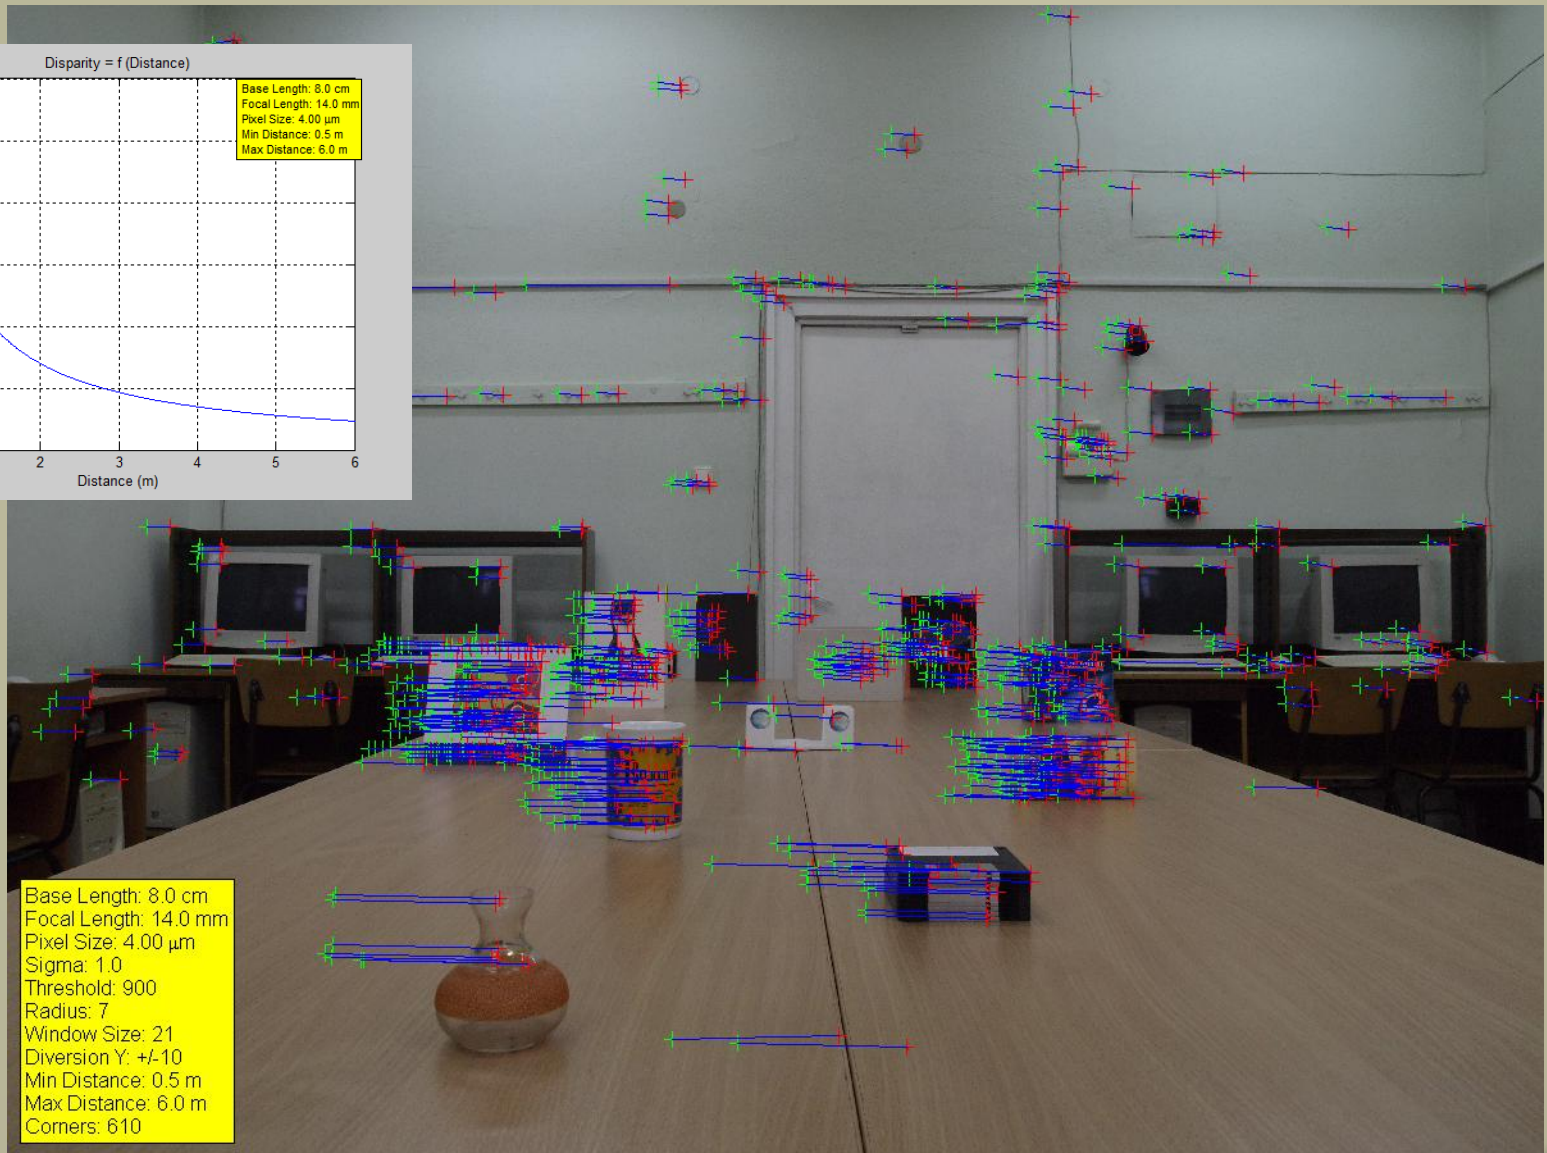 Disparity = f (Distance)
Base Length: 8.0 cm
Focal Length: 14.0 mm
Pixel Size: 4.00 μm
Min Distance: 0.5 m
Max Distance: 6.0 m
2 3 4 5 6
Distance (m)
Base Length: 8.0 cm
Focal Length: 14.0 mm
Pixel Size: 4.00 μm
Sigma: 1.0
Threshold: 900
Radius: 7
Window Size: 21
Diversion Y: +/-10
Min Distance: 0.5 m
Max Distance: 6.0 m
Corners: 610